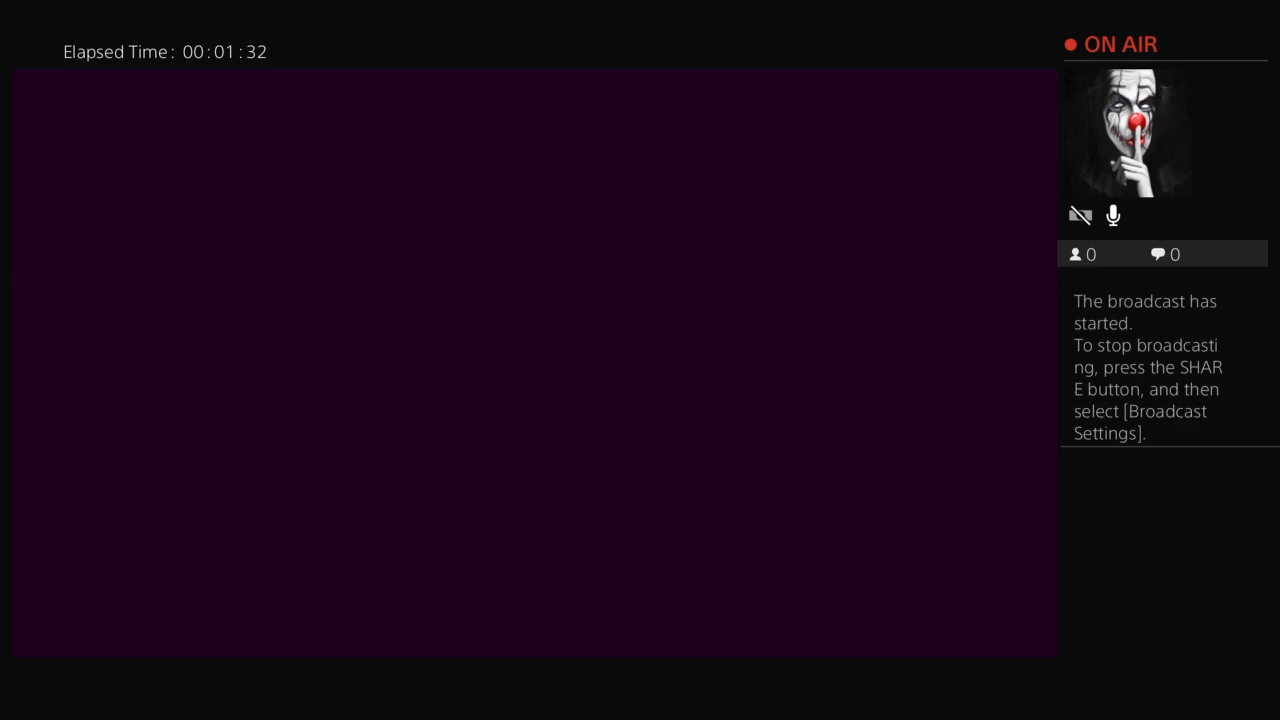 Elapsed Time: 00:01:32
ON AIR
0 0
The broadcast has
started.
To stop broadcasti
ng, press the SHAR
E button, and then
select [Broadcast
Settings].